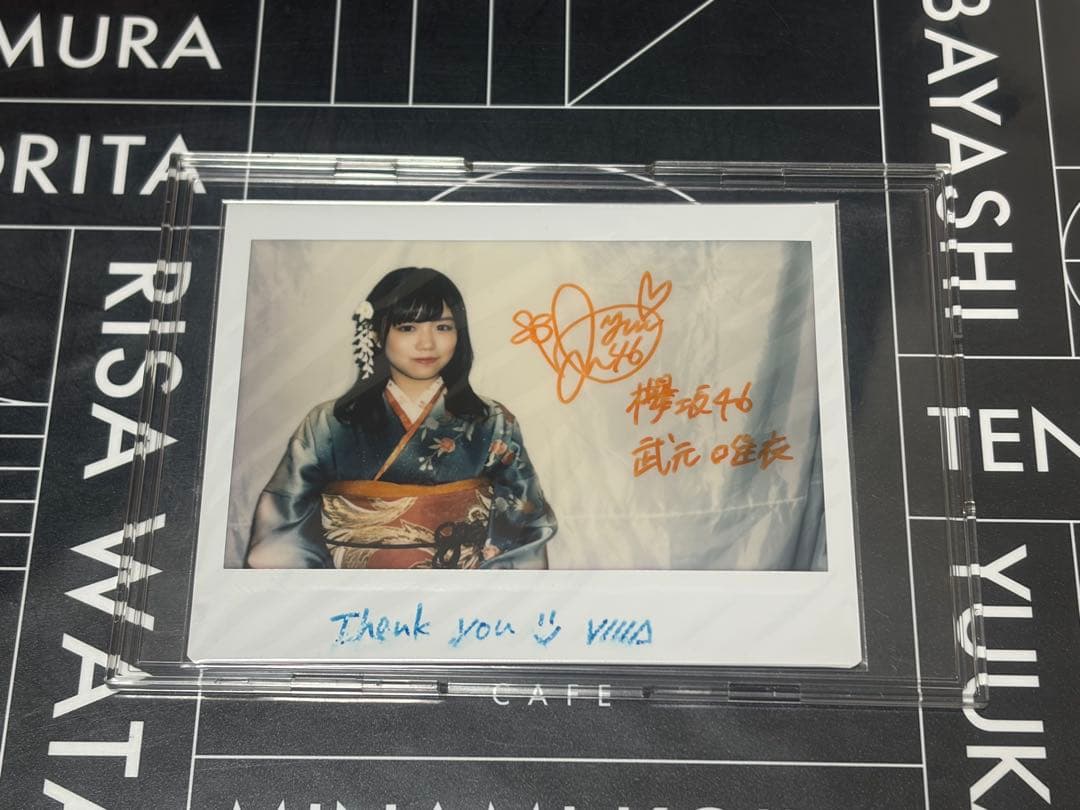 MURA
ORITA
RISA WATA
BAYASHI
TEN
YUUK
yui
46
欅坂46
武元 唯衣
Thank you
CAFE